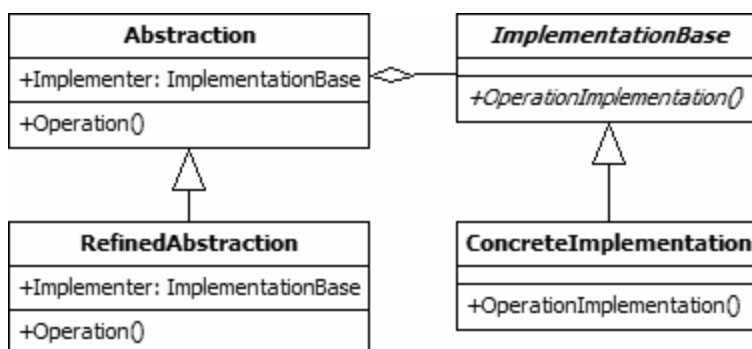 Abstraction
+Implementer: ImplementationBase
+Operation()
ImplementationBase
+OperationImplementation()
RefinedAbstraction
+Implementer: ImplementationBase
+Operation()
ConcreteImplementation
+OperationImplementation()